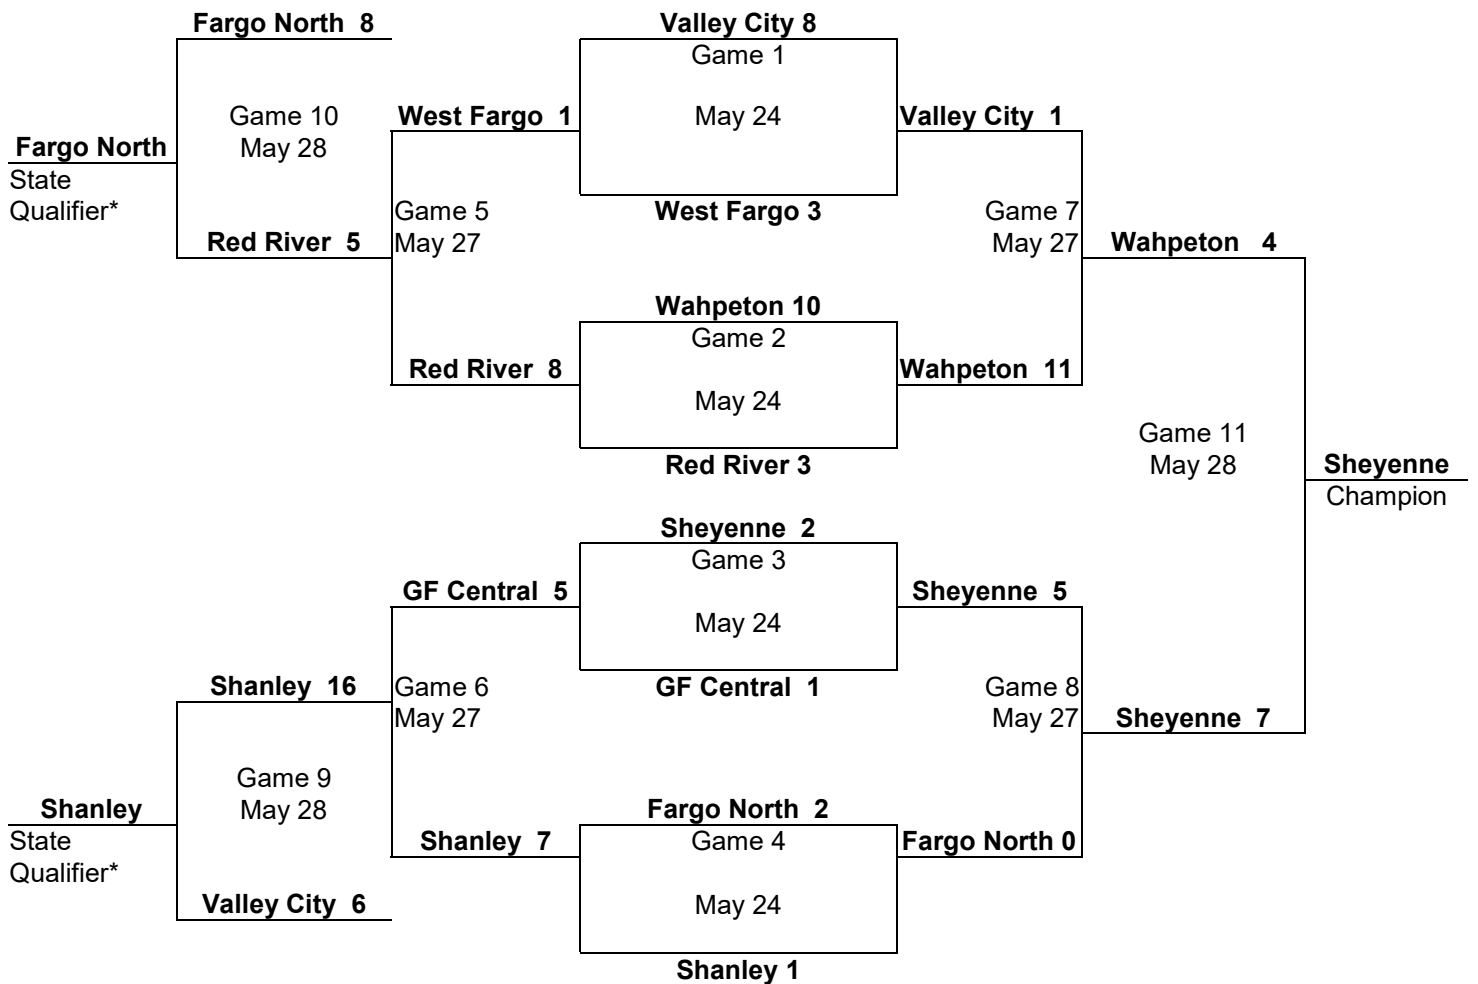 Fargo North 8
Valley City 8
Game 1
Game 10
May 28
West Fargo 1
May 24
Valley City 1
Fargo North
State
Qualifier*
West Fargo 3
Game 5
May 27
Game 7
May 27
Red River 5
Wahpeton 4
Wahpeton 10
Game 2
Red River 8
May 24
Wahpeton 11
Red River 3
Game 11
May 28
Sheyenne
Champion
Sheyenne 2
Game 3
GF Central 5
May 24
Sheyenne 5
GF Central 1
Shanley 16
Game 6
May 27
Game 8
May 27
Sheyenne 7
Game 9
May 28
Shanley
State
Qualifier*
Fargo North 2
Game 4
Shanley 7
May 24
Fargo North 0
Valley City 6
Shanley 1